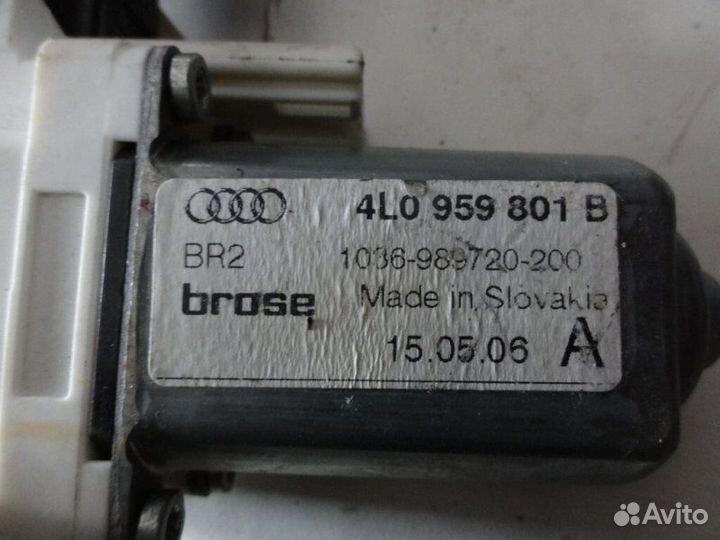 4L0 959 801 B
BR2 1036-989720-200
brose Made in Slovakia
15.05.06 A
Avito